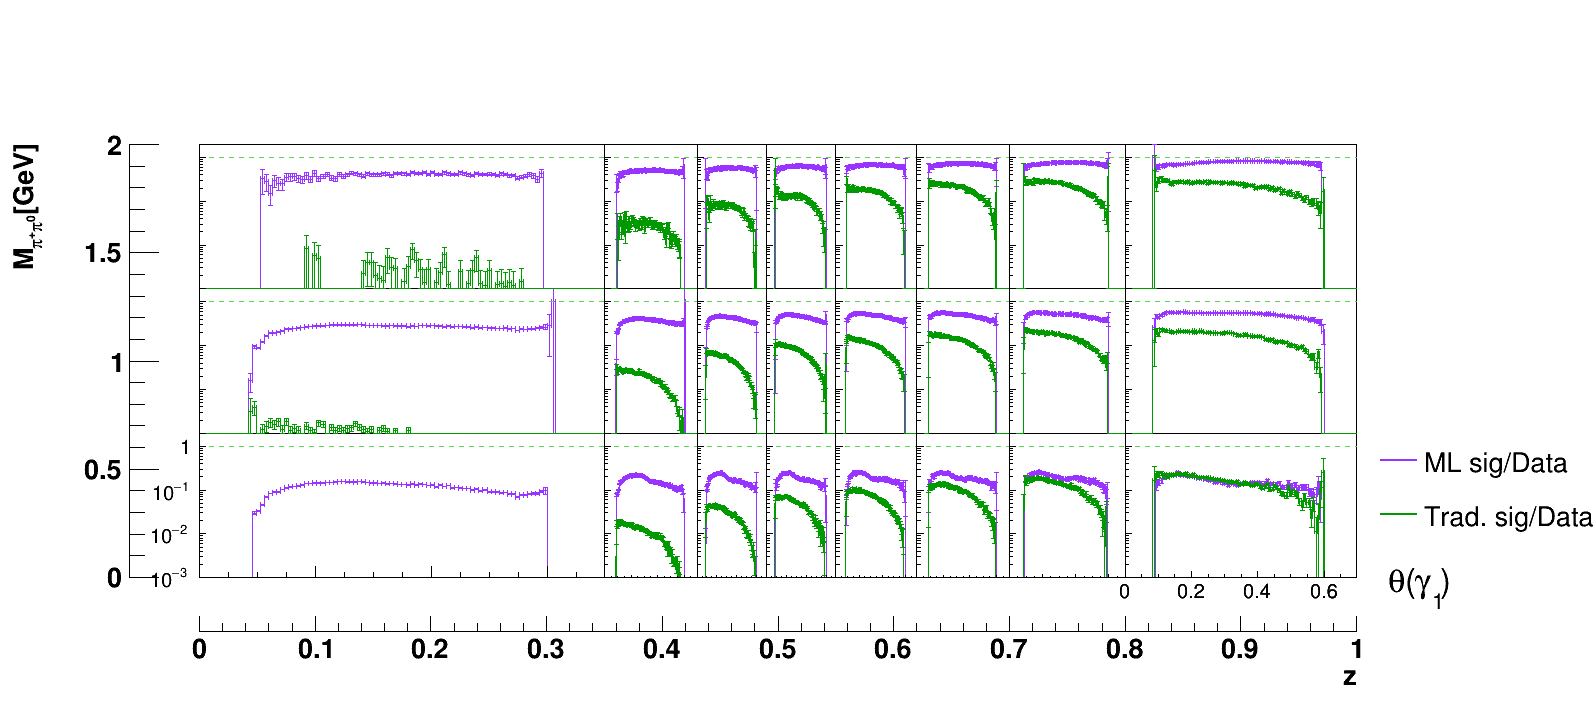 M π⁺π⁰ [GeV]
2
1.5
1
0.5
0
1
10⁻¹
10⁻²
10⁻³
ML sig/Data
Trad. sig/Data
0 0.2 0.4 0.6
θ(γ₁)
0 0.1 0.2 0.3 0.4 0.5 0.6 0.7 0.8 0.9 1
z